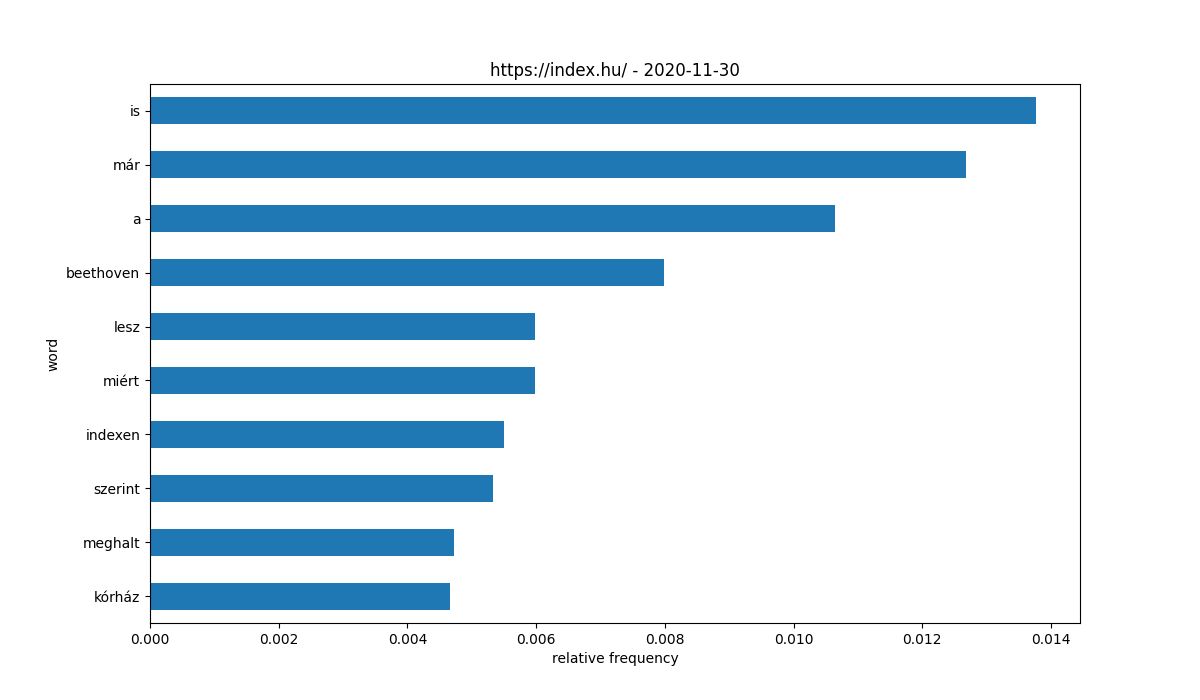 https://index.hu/ - 2020-11-30
is
már
a
beethoven
lesz
miért
indexen
szerint
meghalt
kórház
word
0.000 0.002 0.004 0.006 0.008 0.010 0.012 0.014
relative frequency